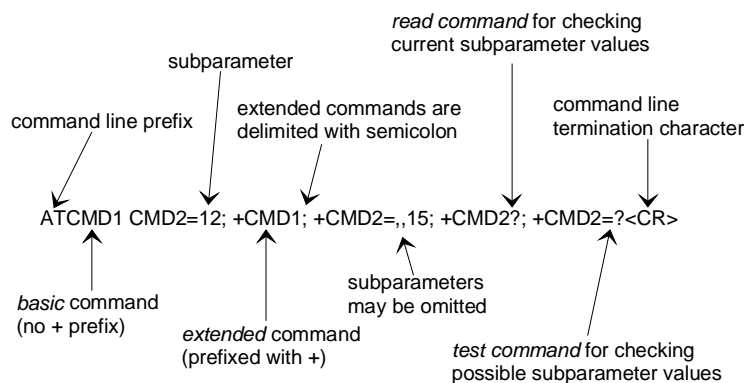 read command for checking
current subparameter values
subparameter
extended commands are
delimited with semicolon
command line
termination character
command line prefix
ATCMD1 CMD2=12; +CMD1; +CMD2=,,15; +CMD2?; +CMD2=?<CR>
basic command
(no + prefix)
extended command
(prefixed with +)
subparameters
may be omitted
test command for checking
possible subparameter values